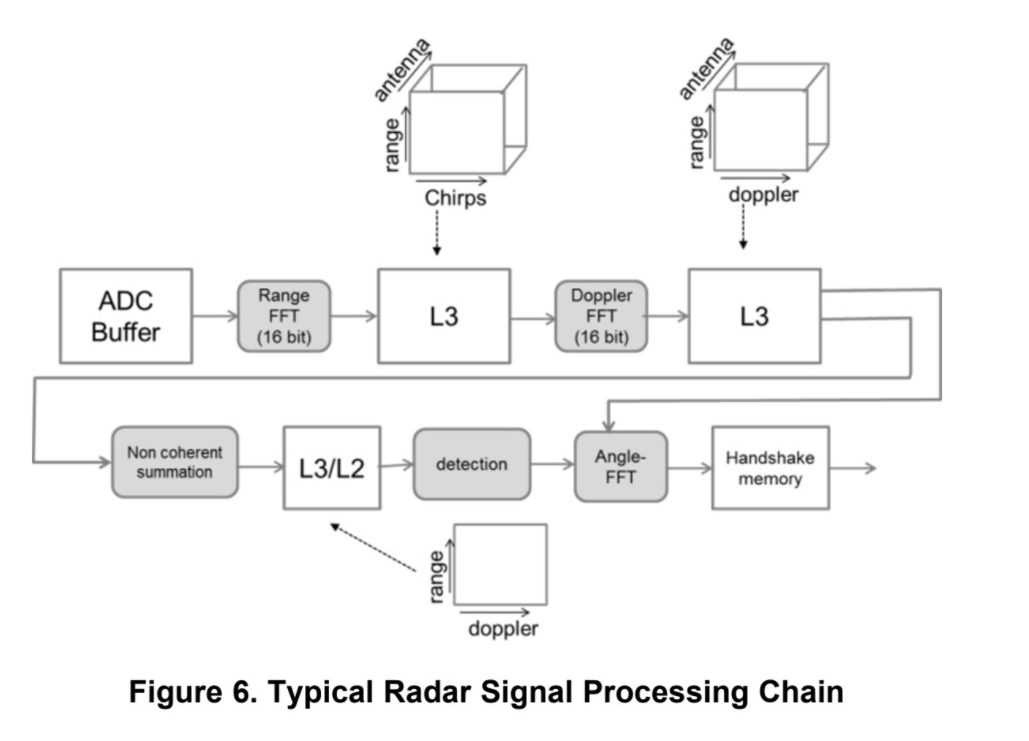 antenna
range
Chirps
antenna
range
doppler
ADC
Buffer
Range
FFT
(16 bit)
L3
Doppler
FFT
(16 bit)
L3
Non coherent
summation
L3/L2
detection
Angle-
FFT
Handshake
memory
range
doppler
Figure 6. Typical Radar Signal Processing Chain